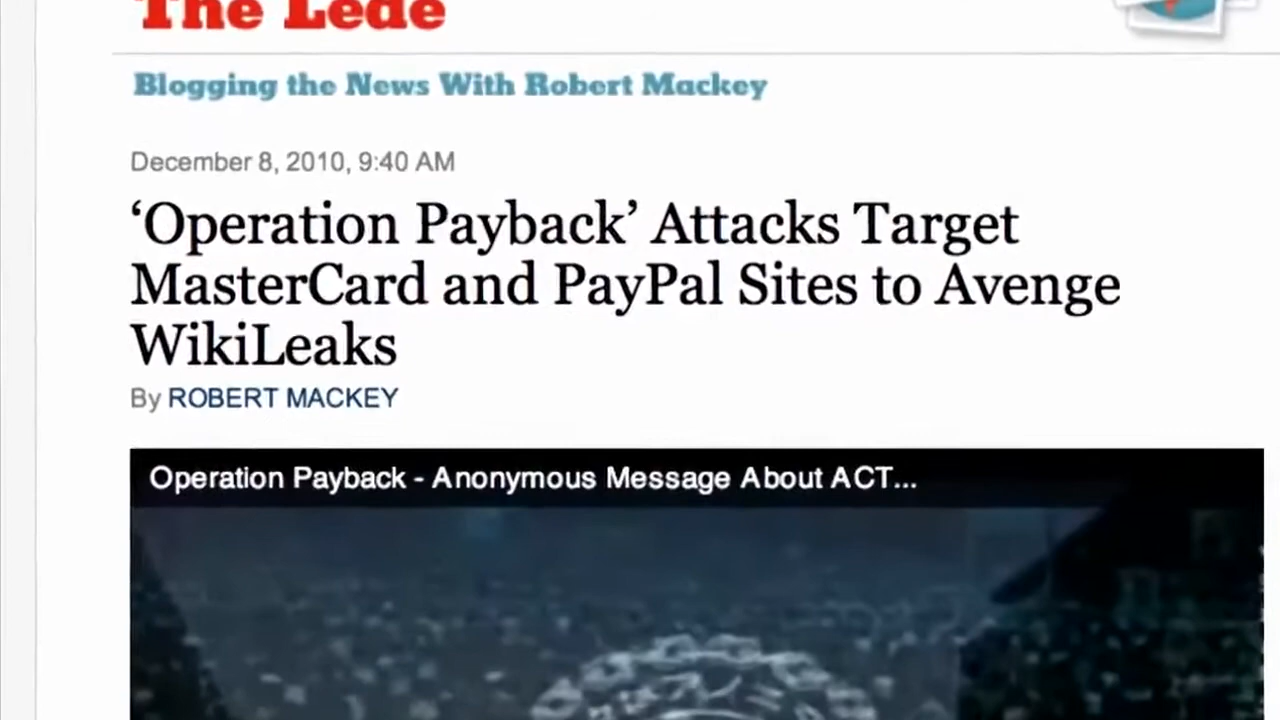 The Lede
Blogging the News With Robert Mackey
December 8, 2010, 9:40 AM
‘Operation Payback’ Attacks Target
MasterCard and PayPal Sites to Avenge
WikiLeaks
By ROBERT MACKEY
Operation Payback - Anonymous Message About ACT...